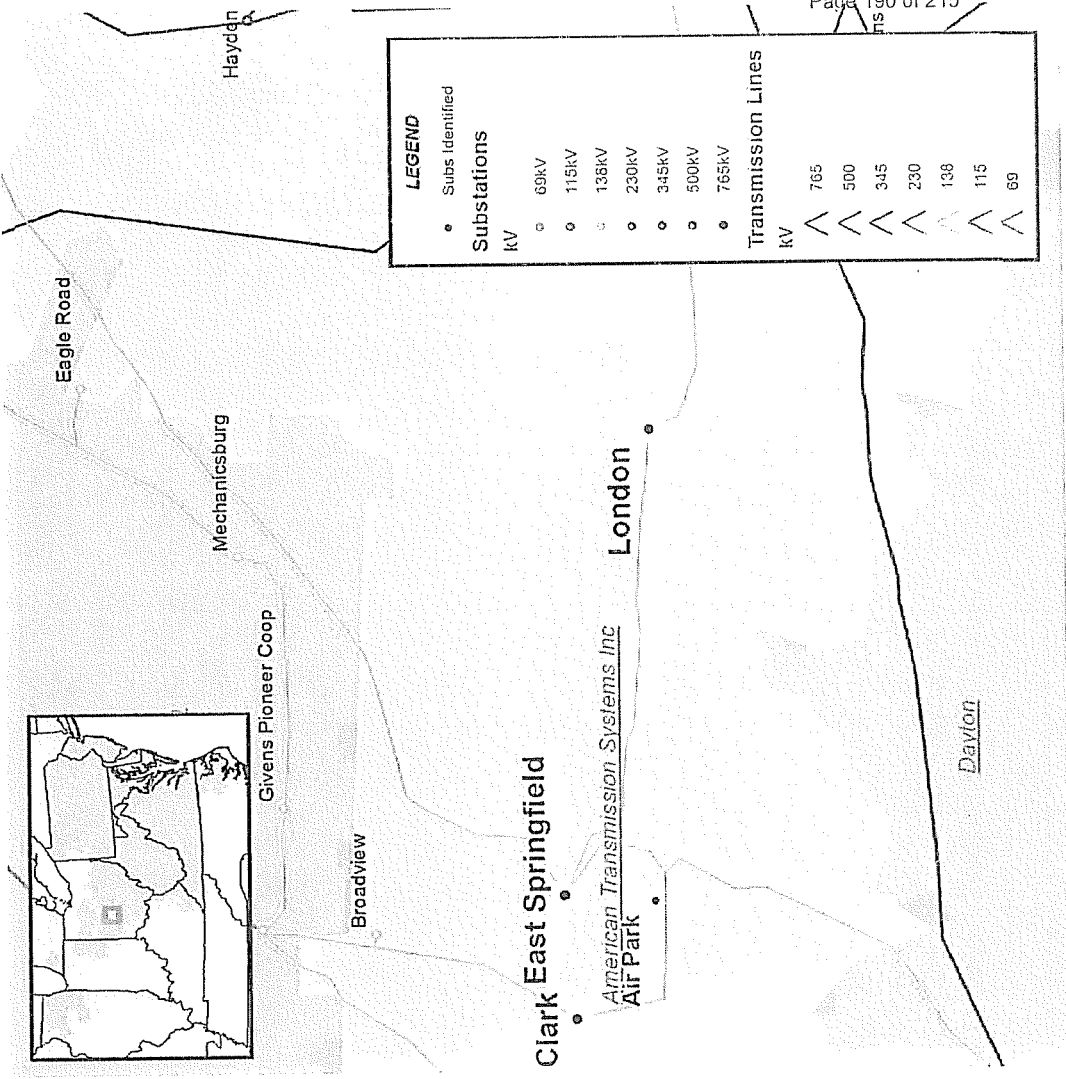 Page 190 of 215
ns
Hayden
Eagle Road
Mechanicsburg
Givens Pioneer Coop
Broadview
Clark East Springfield
American Transmission Systems Inc
Air Park
London
Dayton
LEGEND
Subs Identified
Substations
kV
69kV
115kV
138kV
230kV
345kV
500kV
765kV
Transmission Lines
kV
765
500
345
230
138
115
69